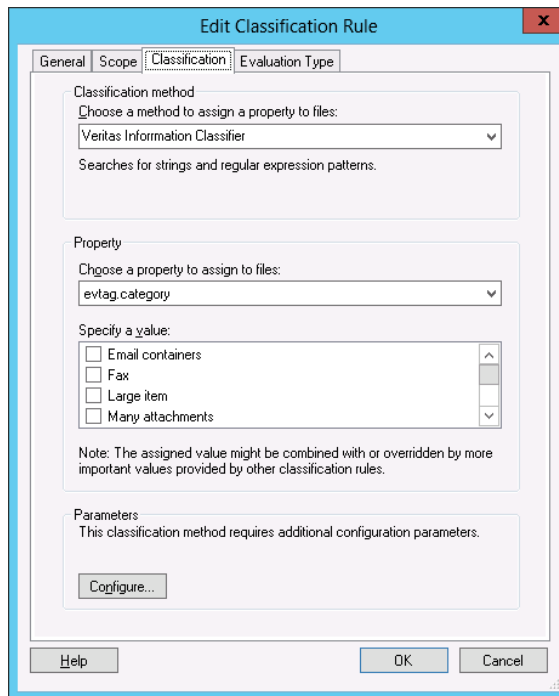 Edit Classification Rule
x
General Scope Classification Evaluation Type
Classification method
Choose a method to assign a property to files:
Veritas Inforrmation Classifier
Searches for strings and regular expression patterns.
Property
Choose a property to assign to files:
evtag.category
Specify a value:
Email containers
Fax
Large item
Many attachments
Note: The assigned value might be combined with or overridden by more
important values provided by other classification rules.
Parameters
This classification method requires additional configuration parameters.
Configure...
Help OK Cancel